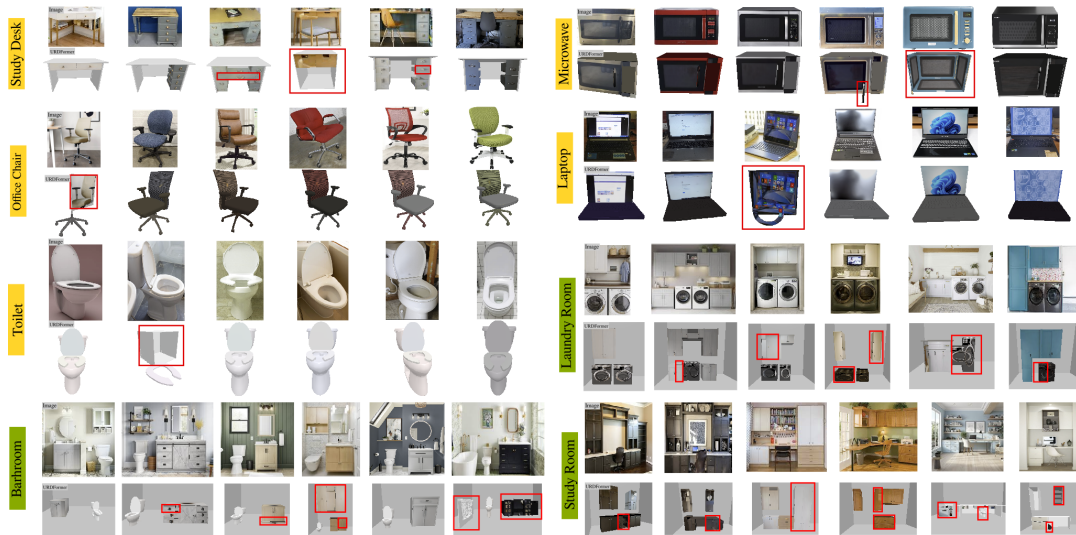 Study Desk
Image
URDFormer
Microwave
Image
URDFormer
Office Chair
Image
URDFormer
Laptop
Image
URDFormer
Toilet
Image
URDFormer
Laundry Room
Image
URDFormer
Barhroom
Image
URDFormer
Study Room
Image
URDFormer